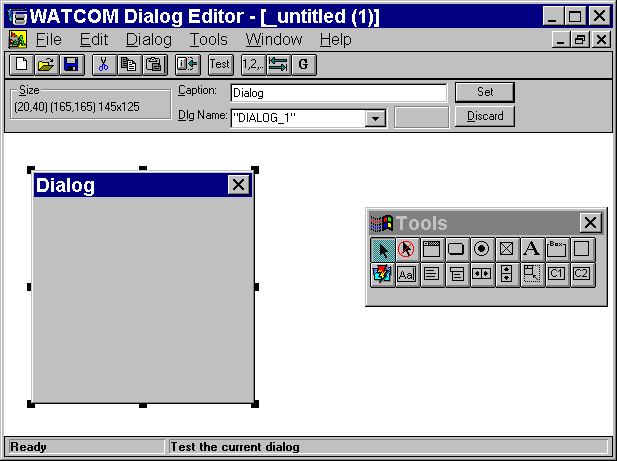 WATCOM Dialog Editor - [_untitled (1)]
File Edit Dialog Tools Window Help
Test 1,2,.. G
Size
(20,40) (165,165) 145x125
Caption: Dialog Set
Dlg Name: "DIALOG_1" Discard
Dialog
Tools
A Box
Aa C1 C2
Ready Test the current dialog